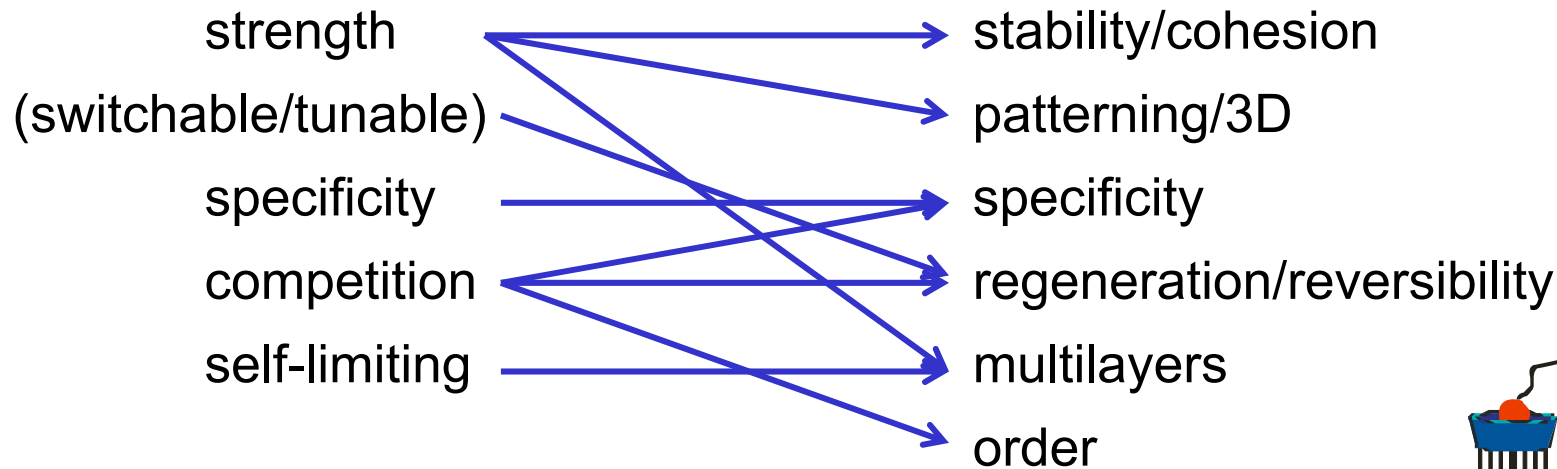 strength
(switchable/tunable)
specificity
competition
self-limiting
stability/cohesion
patterning/3D
specificity
regeneration/reversibility
multilayers
order